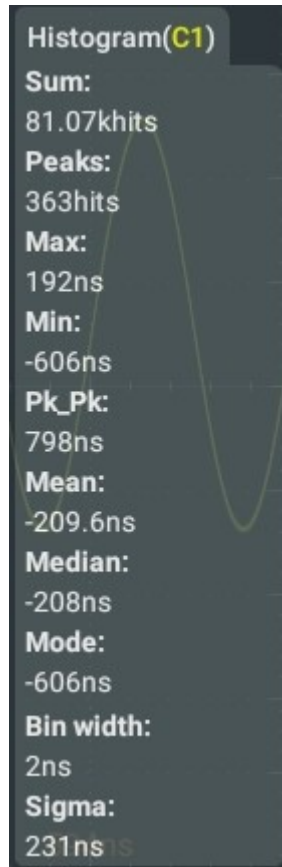 Histogram(C1)
Sum:
81.07khits
Peaks:
363hits
Max:
192ns
Min:
-606ns
Pk_Pk:
798ns
Mean:
-209.6ns
Median:
-208ns
Mode:
-606ns
Bin width:
2ns
Sigma:
231ns